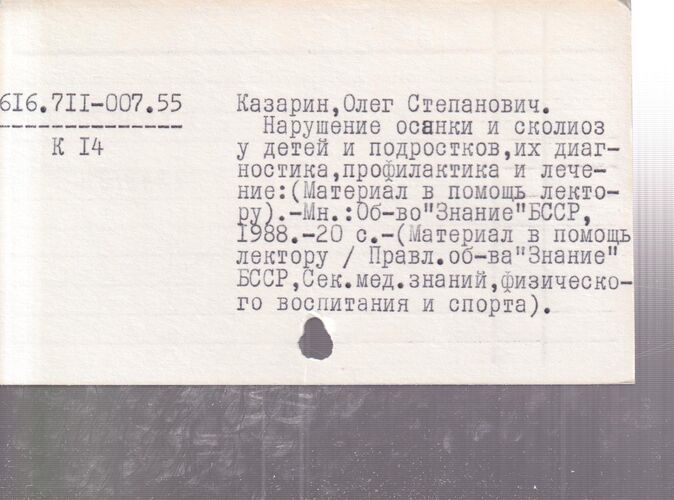 616.7II-007.55
К I4
Казарин,Олег Степанович.
Нарушение осанки и сколиоз
у детей и подростков,их диаг-
ностика,профилактика и лече-
ние:(Материал в помощь лекто-
ру).-Мн.:Об-во"Знание"БССР,
I988.-20 с.-(Материал в помощь
лектору / Правл.об-ва"Знание"
БССР,Сек.мед.знаний,физическо-
го воспитания и спорта).